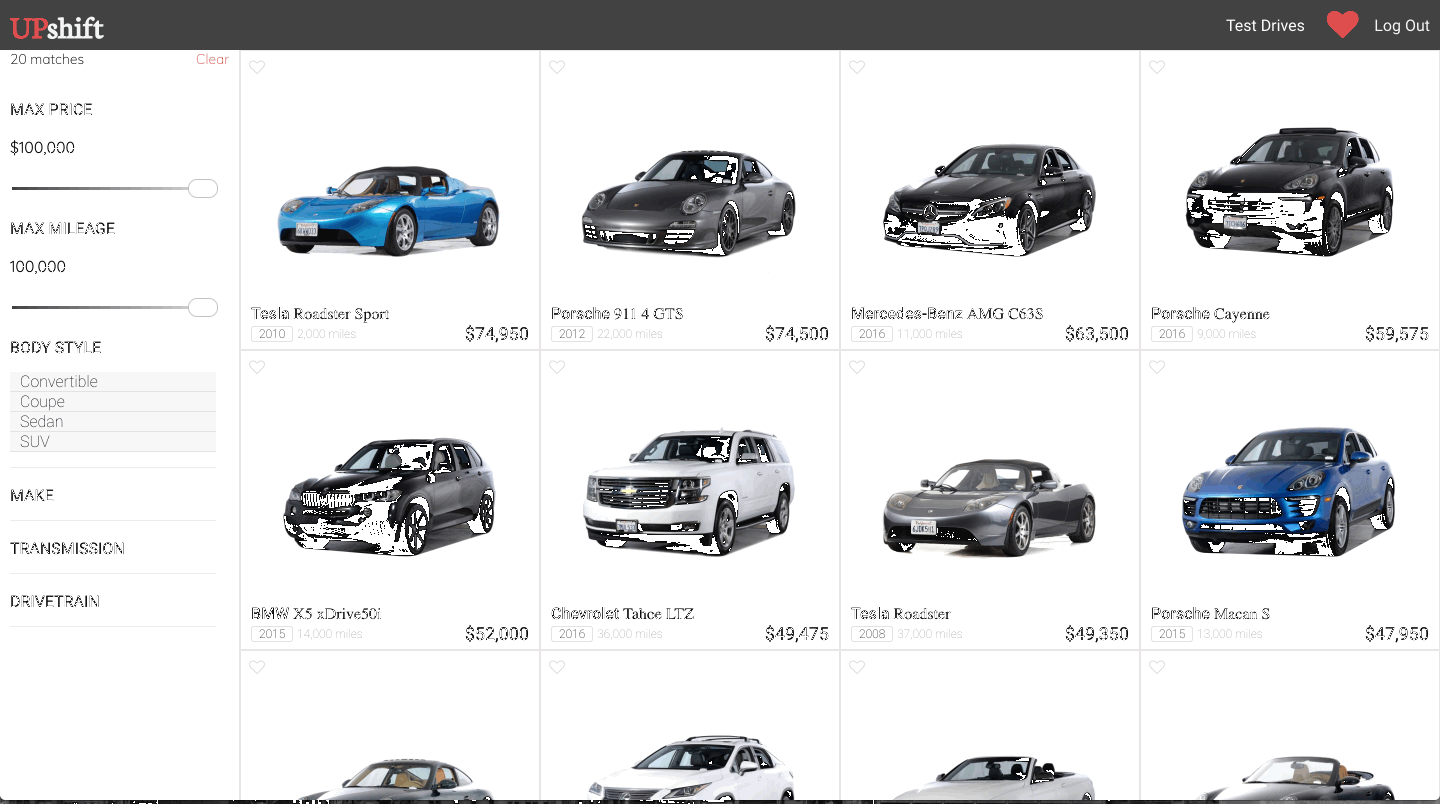 UPshift
Test Drives
Log Out
20 matches
Clear
MAX PRICE
$100,000
MAX MILEAGE
100,000
BODY STYLE
Convertible
Coupe
Sedan
SUV
MAKE
TRANSMISSION
DRIVETRAIN
Tesla Roadster Sport
2010 2,000 miles $74,950
Porsche 911 4 GTS
2012 22,000 miles $74,500
Mercedes-Benz AMG C63S
2016 11,000 miles $63,500
Porsche Cayenne
2016 9,000 miles $59,575
BMW X5 xDrive50i
2015 14,000 miles $52,000
Chevrolet Tahoe LTZ
2016 36,000 miles $49,475
Tesla Roadster
2008 37,000 miles $49,350
Porsche Macan S
2015 13,000 miles $47,950